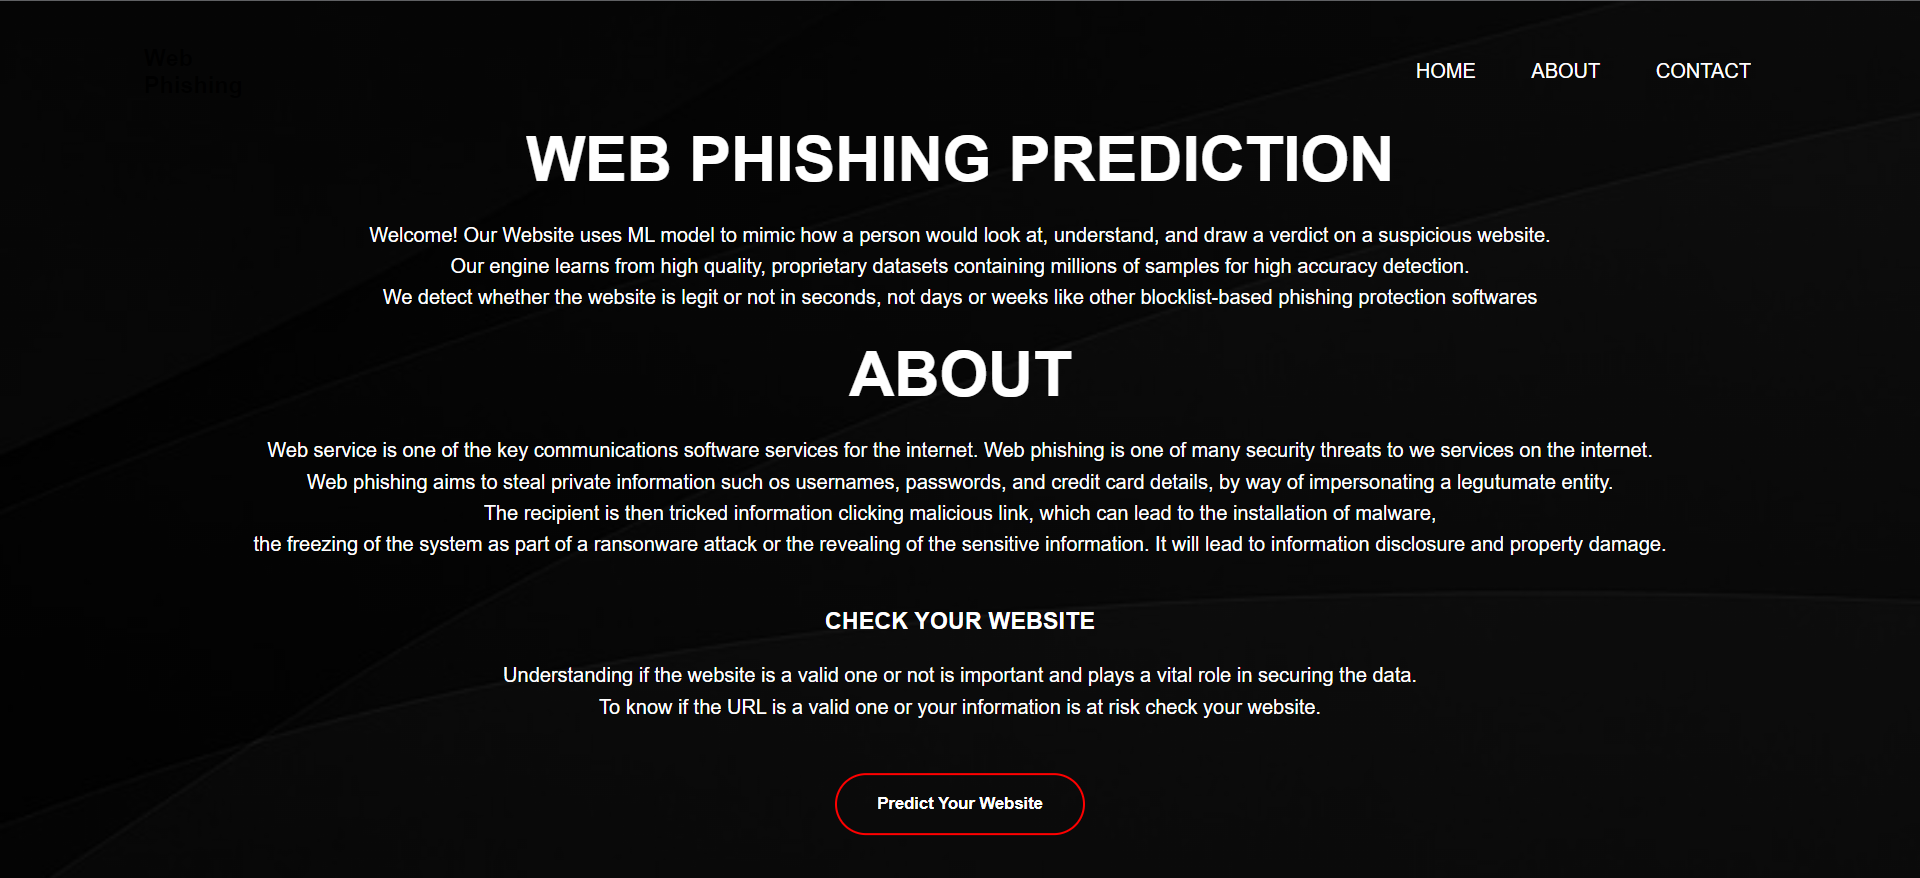 Web
Phishing
HOME ABOUT CONTACT
WEB PHISHING PREDICTION
Welcome! Our Website uses ML model to mimic how a person would look at, understand, and draw a verdict on a suspicious website.
Our engine learns from high quality, proprietary datasets containing millions of samples for high accuracy detection.
We detect whether the website is legit or not in seconds, not days or weeks like other blocklist-based phishing protection softwares
ABOUT
Web service is one of the key communications software services for the internet. Web phishing is one of many security threats to we services on the internet.
Web phishing aims to steal private information such os usernames, passwords, and credit card details, by way of impersonating a legutumate entity.
The recipient is then tricked information clicking malicious link, which can lead to the installation of malware,
the freezing of the system as part of a ransonware attack or the revealing of the sensitive information. It will lead to information disclosure and property damage.
CHECK YOUR WEBSITE
Understanding if the website is a valid one or not is important and plays a vital role in securing the data.
To know if the URL is a valid one or your information is at risk check your website.
Predict Your Website